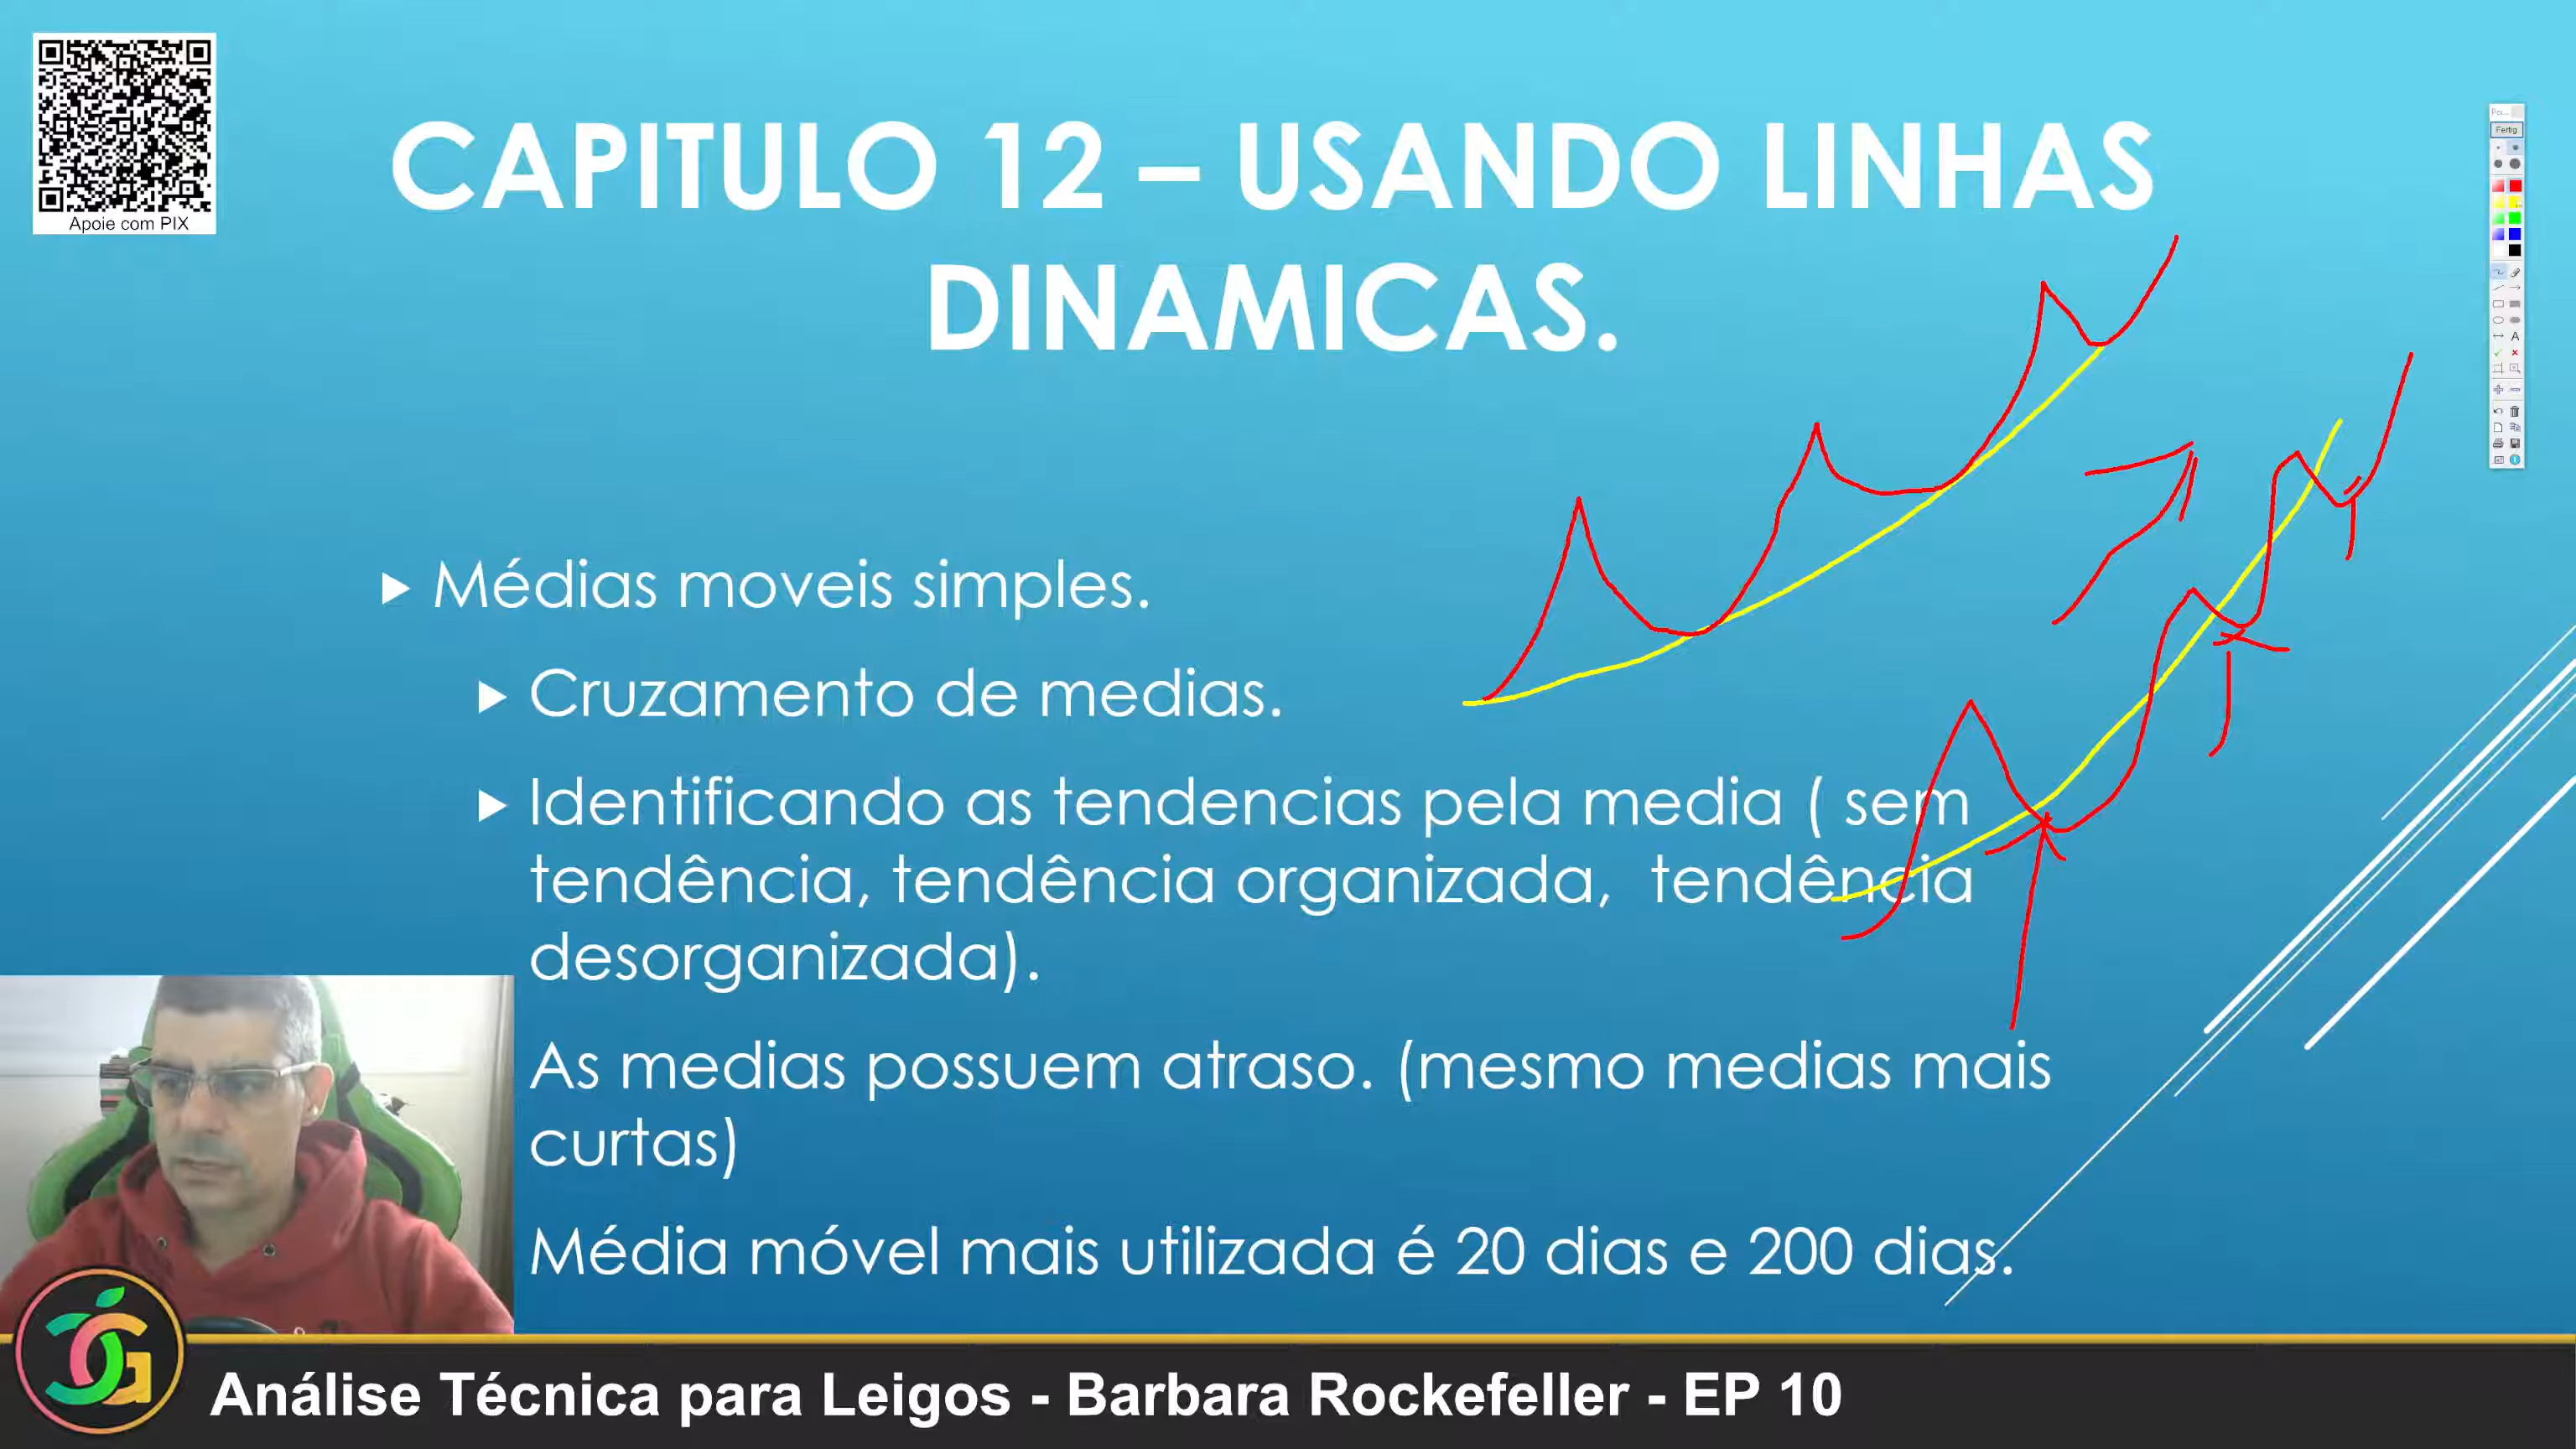 Apoie com PIX
CAPITULO 12 – USANDO LINHAS
DINAMICAS.
Médias moveis simples.
Cruzamento de medias.
Identificando as tendencias pela media ( sem
tendência, tendência organizada, tendência
desorganizada).
As medias possuem atraso. (mesmo medias mais
curtas)
Média móvel mais utilizada é 20 dias e 200 dias.
Fertig
A
Análise Técnica para Leigos - Barbara Rockefeller - EP 10